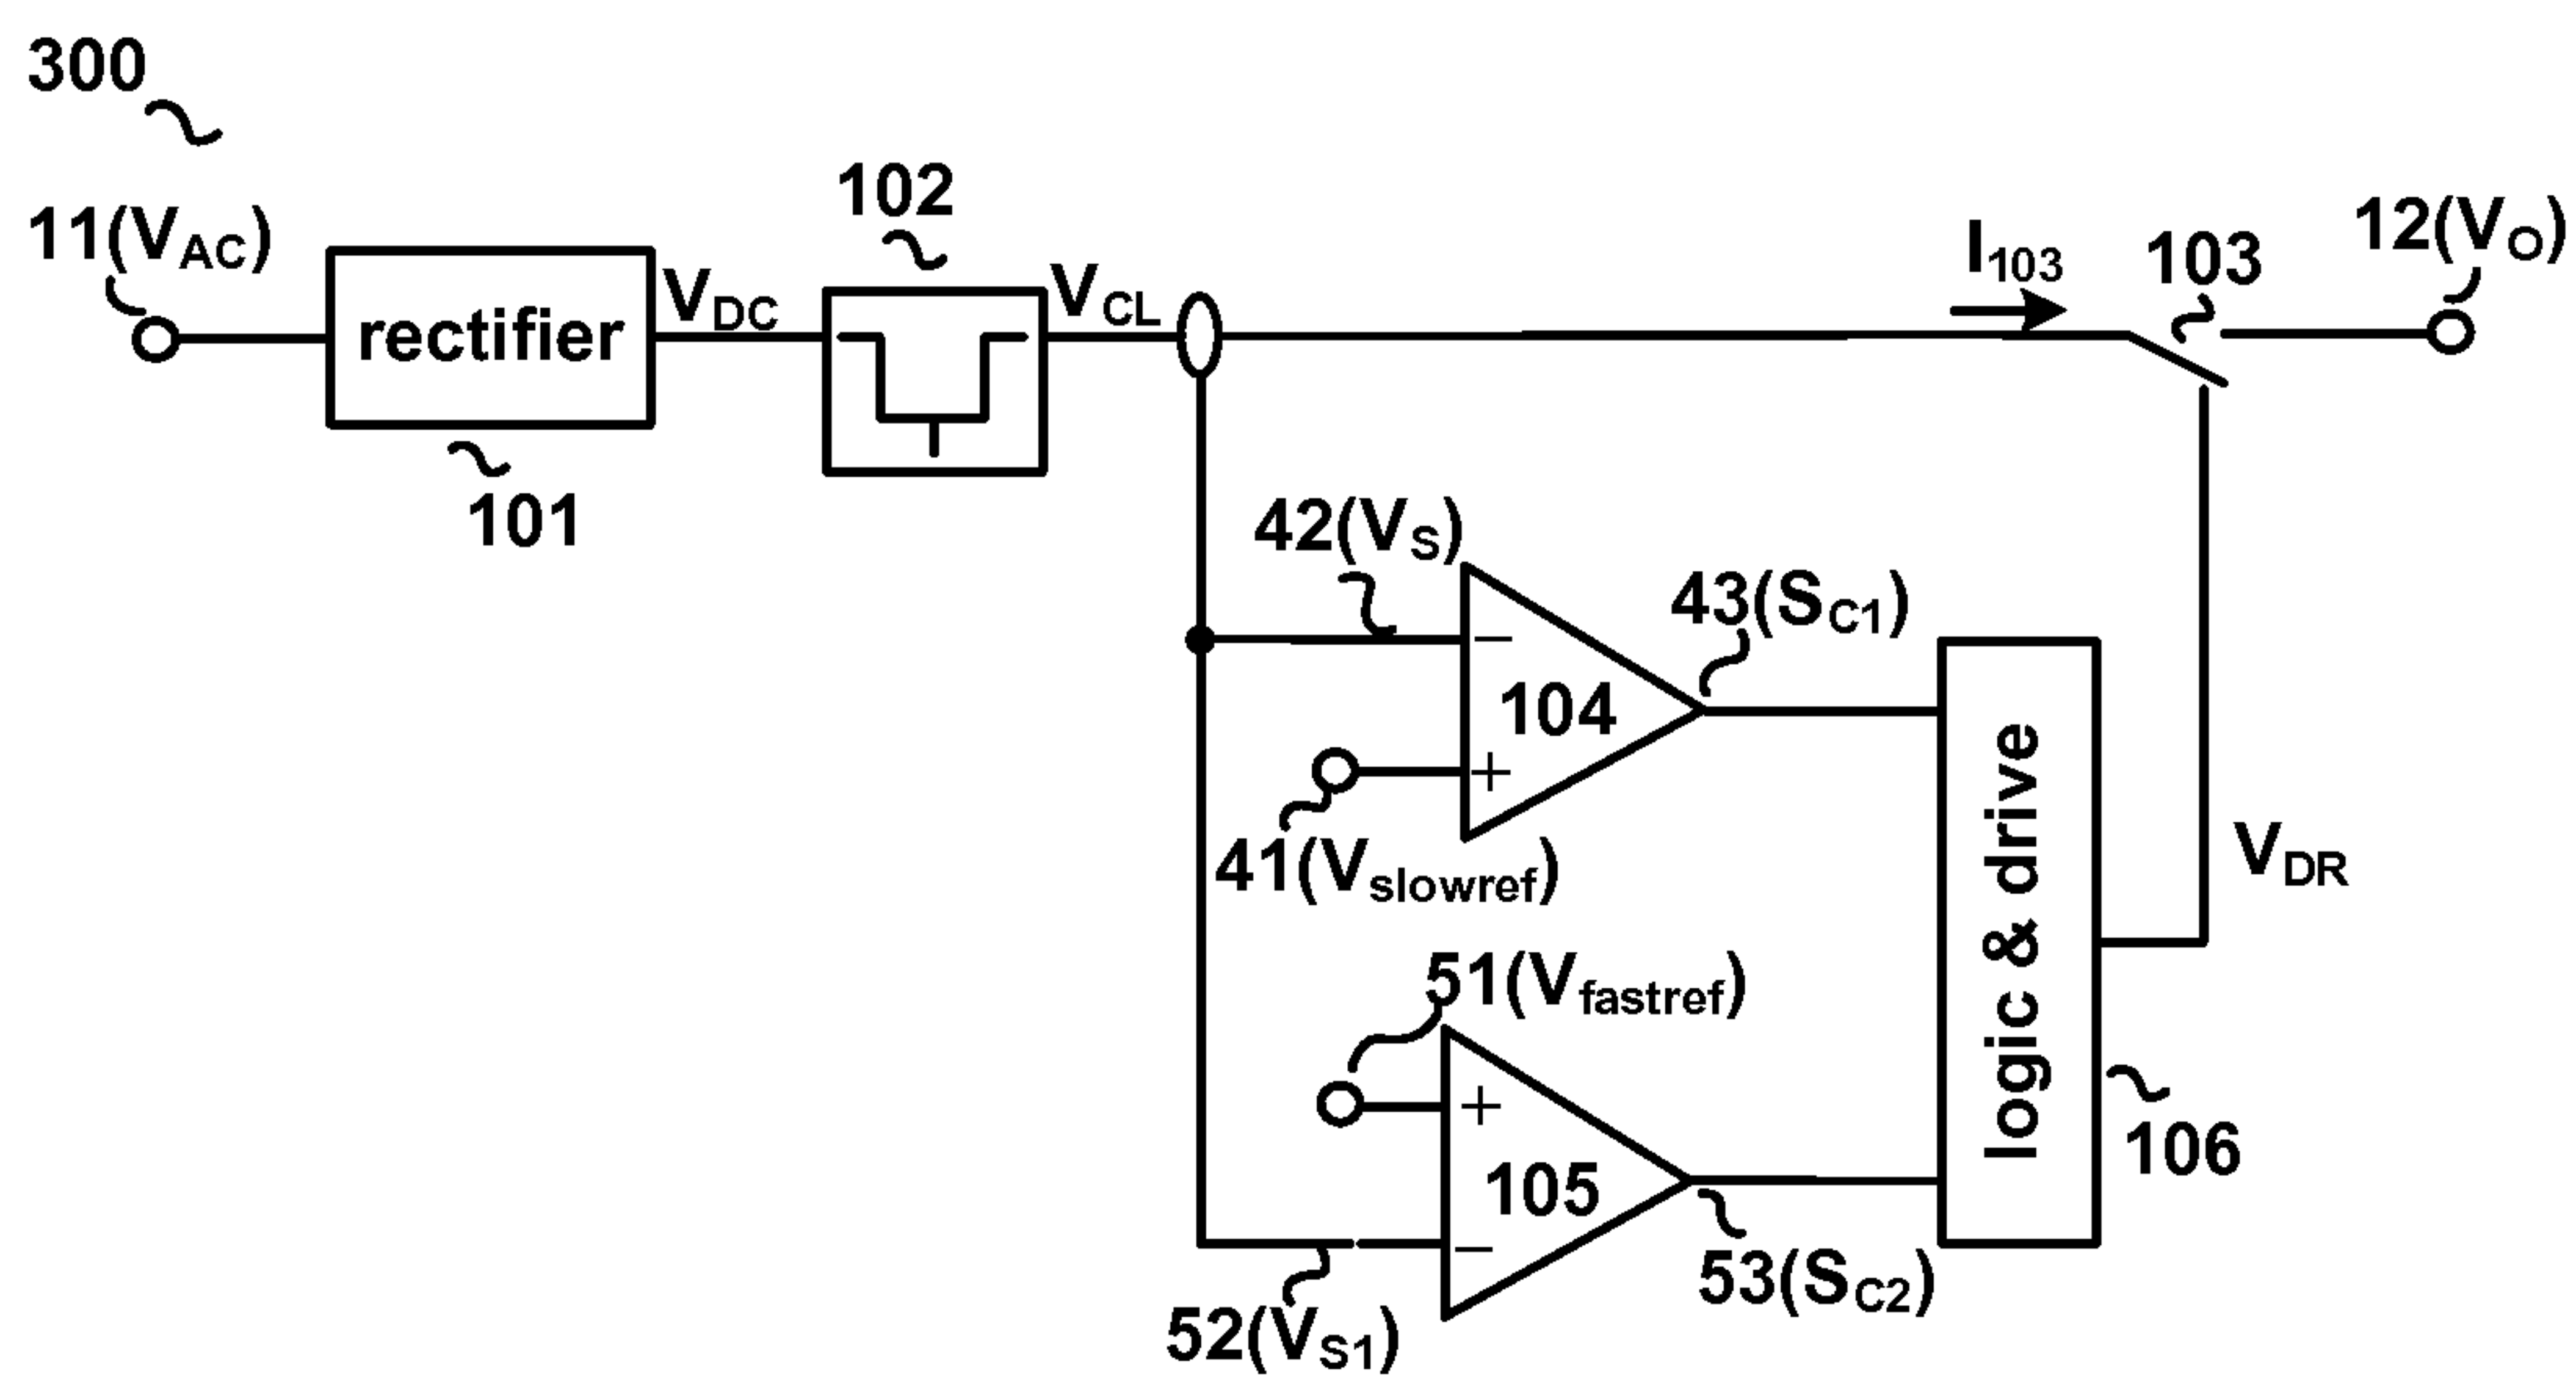 300
102
11(VAC)
rectifier
VDC
VCL
I103
103
12(VO)
101
42(VS)
43(SC1)
−
104
+
41(Vslowref)
logic & drive
VDR
51(Vfastref)
+
105
−
106
53(SC2)
52(VS1)